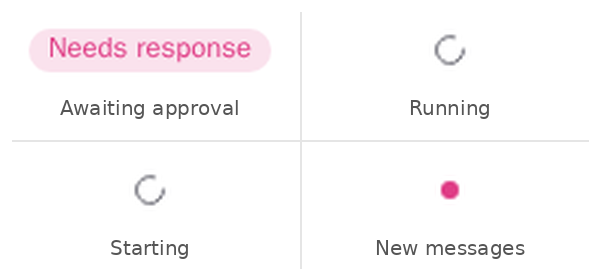 Needs response
Awaiting approval
Running
Starting
New messages